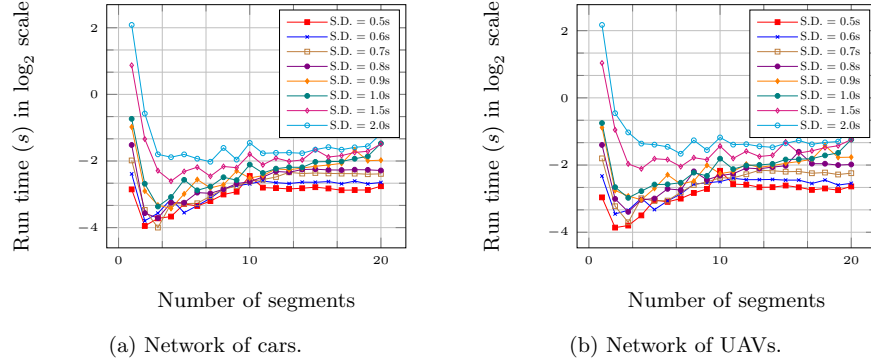 Run time (s) in log2 scale
2
0
−2
−4
0
10
20
Number of segments
S.D. = 0.5s
S.D. = 0.6s
S.D. = 0.7s
S.D. = 0.8s
S.D. = 0.9s
S.D. = 1.0s
S.D. = 1.5s
S.D. = 2.0s
(a) Network of cars.
Run time (s) in log2 scale
2
0
−2
−4
0
10
20
Number of segments
S.D. = 0.5s
S.D. = 0.6s
S.D. = 0.7s
S.D. = 0.8s
S.D. = 0.9s
S.D. = 1.0s
S.D. = 1.5s
S.D. = 2.0s
(b) Network of UAVs.